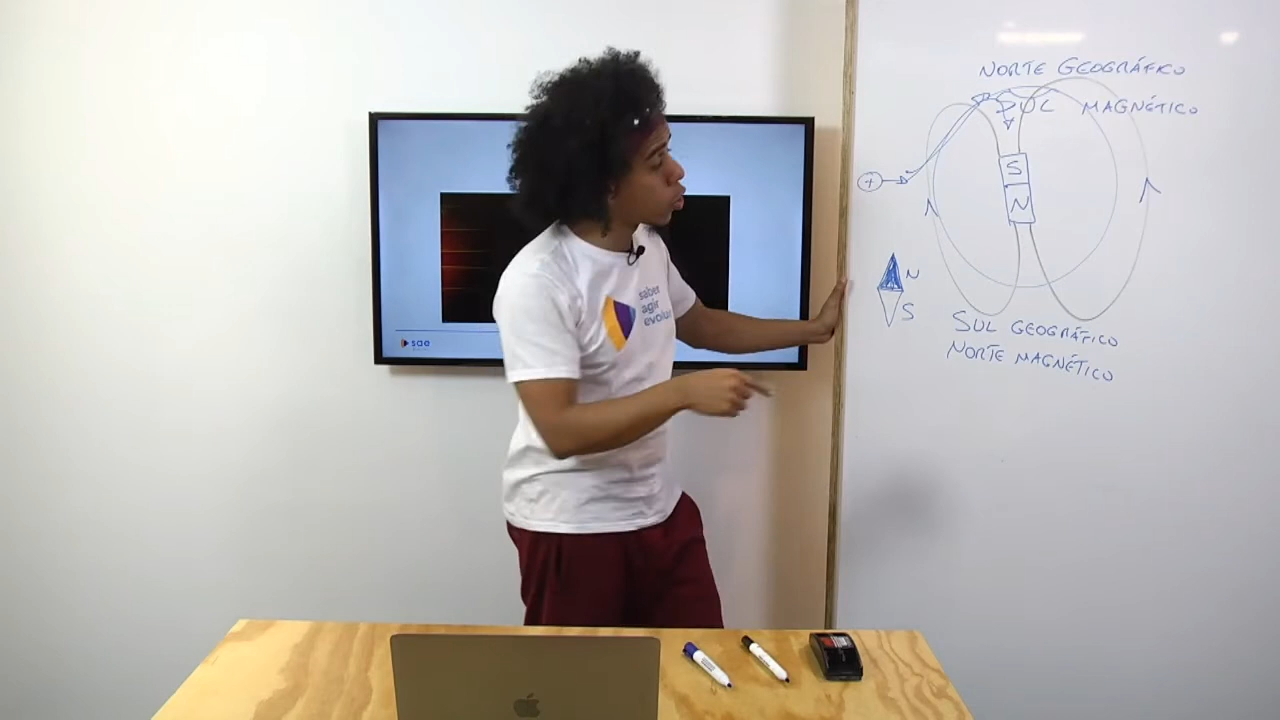 NORTE GEOGRÁFICO
SUL MAGNÉTICO
+
S
N
N
S
SUL GEOGRÁFICO
NORTE MAGNÉTICO
saber
agir
evoluir
sae